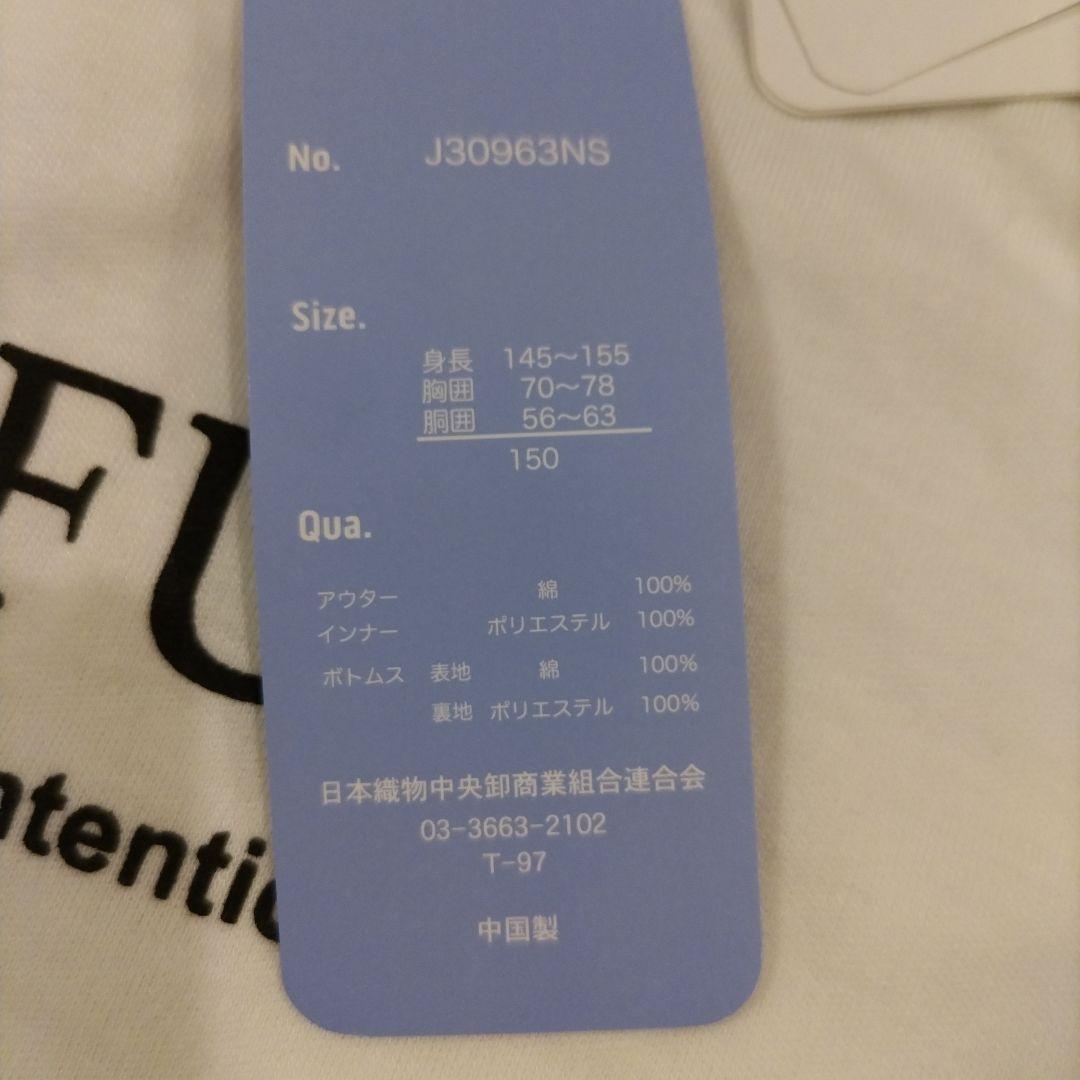 No. J30963NS
Size.
身長 145～155
胸囲 70～78
胴囲 56～63
150
Qua.
アウター 綿 100%
インナー ポリエステル 100%
ボトムス 表地 綿 100%
裏地 ポリエステル 100%
日本織物中央卸商業組合連合会
03-3663-2102
T-97
中国製
FU
ntentic